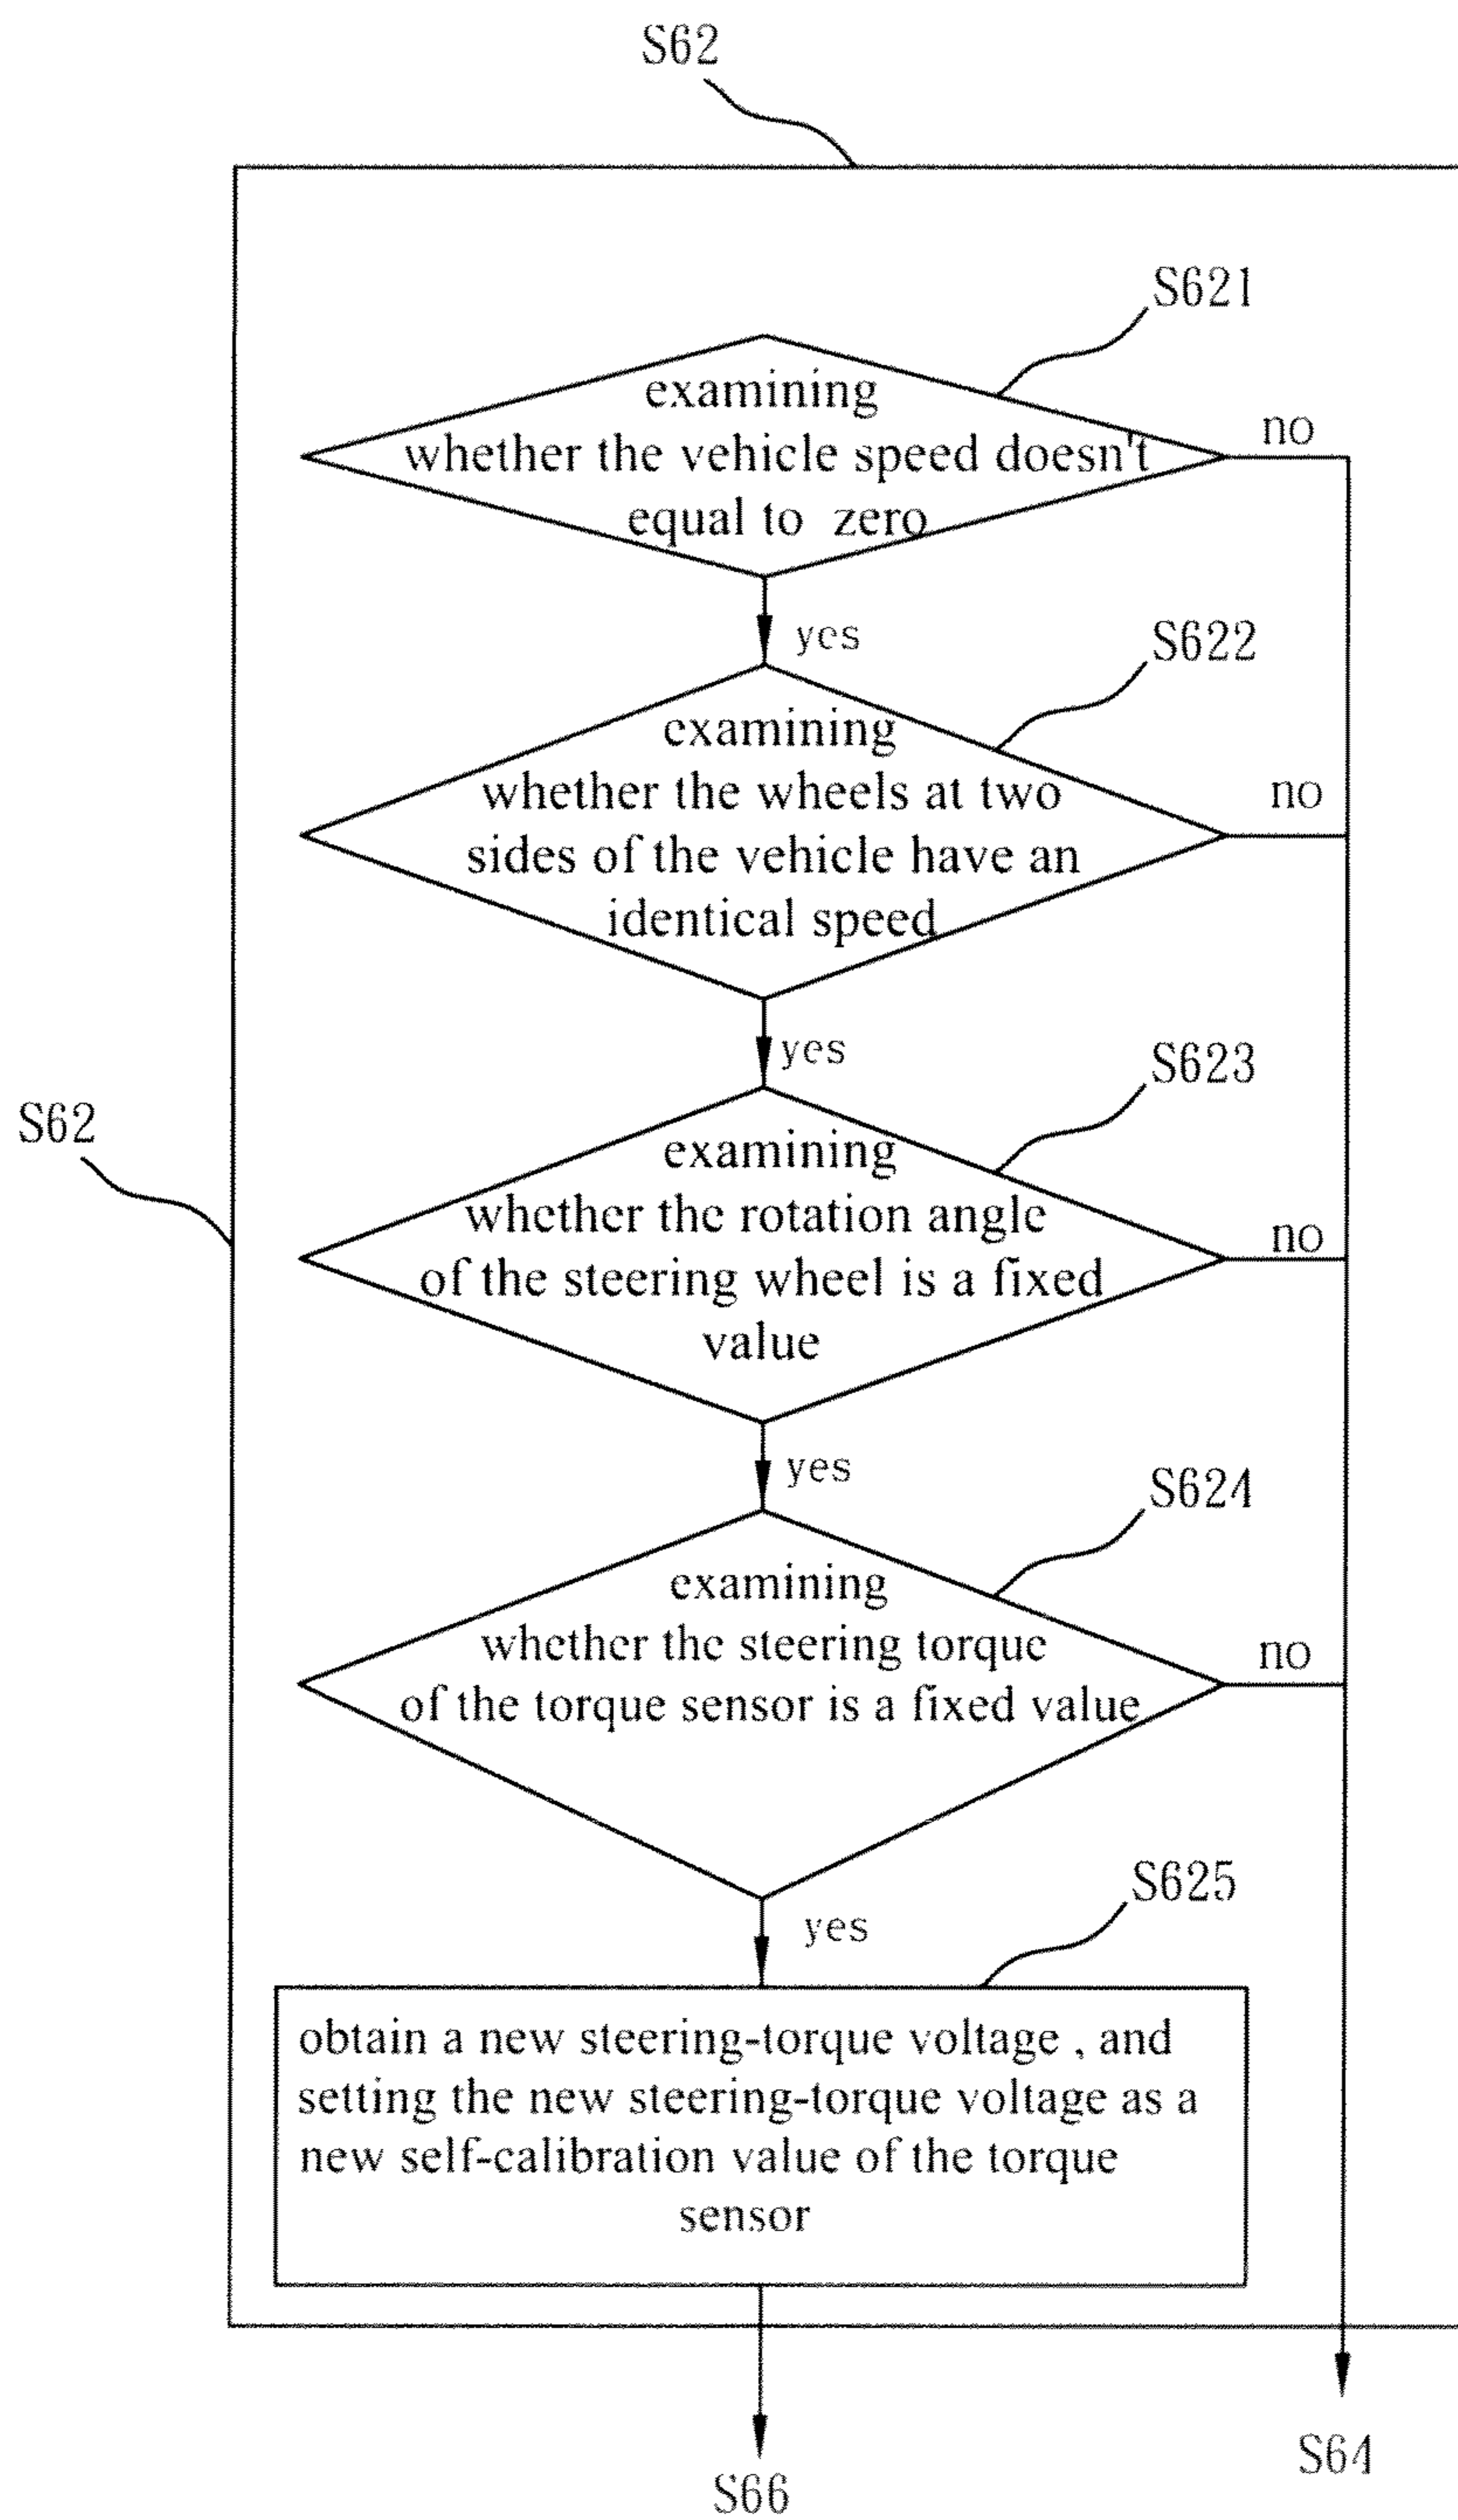 S62
S621
examining
whether the vehicle speed doesn't
equal to zero
no
yes
S622
examining
whether the wheels at two
sides of the vehicle have an
identical speed
no
yes
S623
S62
examining
whether the rotation angle
of the steering wheel is a fixed
value
no
yes
S624
examining
whether the steering torque
of the torque sensor is a fixed value
no
yes
S625
obtain a new steering-torque voltage , and
setting the new steering-torque voltage as a
new self-calibration value of the torque
sensor
S64
S66